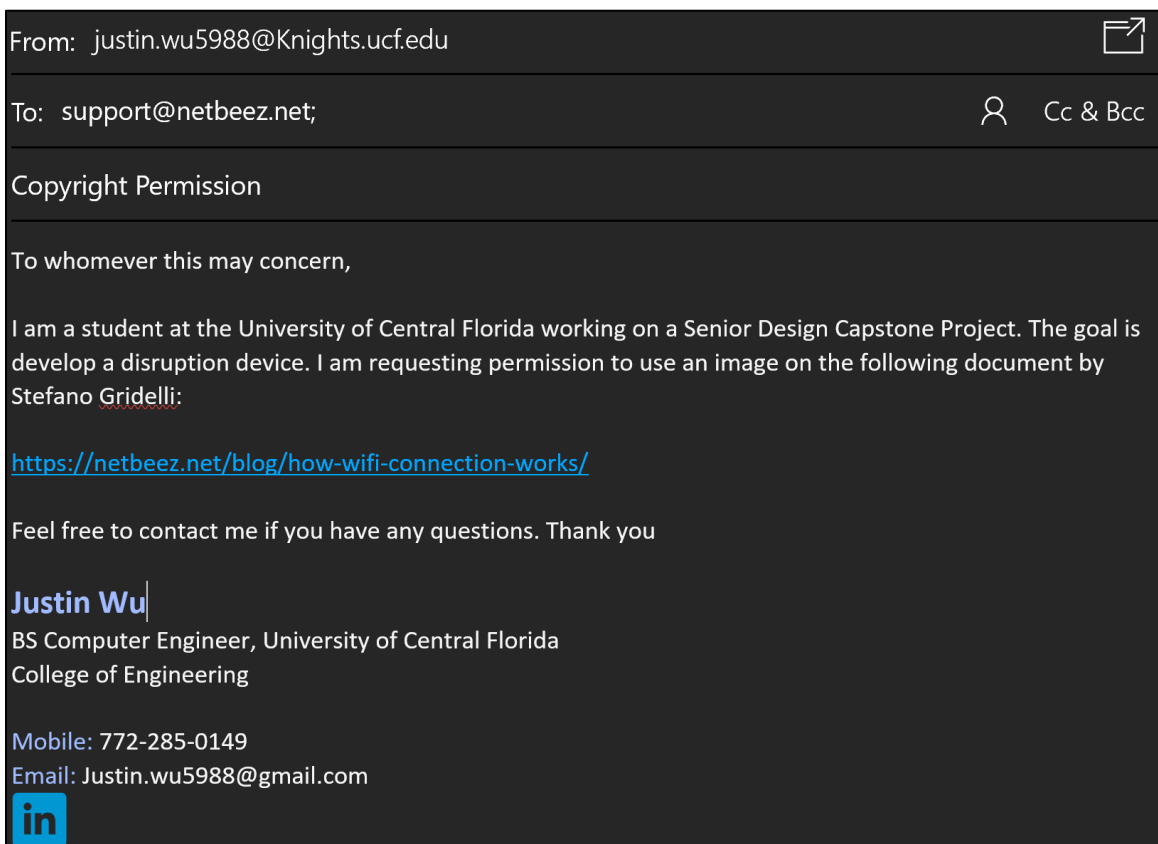 From: justin.wu5988@Knights.ucf.edu
To: support@netbeez.net; Cc & Bcc
Copyright Permission
To whomever this may concern,
I am a student at the University of Central Florida working on a Senior Design Capstone Project. The goal is
develop a disruption device. I am requesting permission to use an image on the following document by
Stefano Gridelli:
https://netbeez.net/blog/how-wifi-connection-works/
Feel free to contact me if you have any questions. Thank you
Justin Wu
BS Computer Engineer, University of Central Florida
College of Engineering
Mobile: 772-285-0149
Email: Justin.wu5988@gmail.com
in